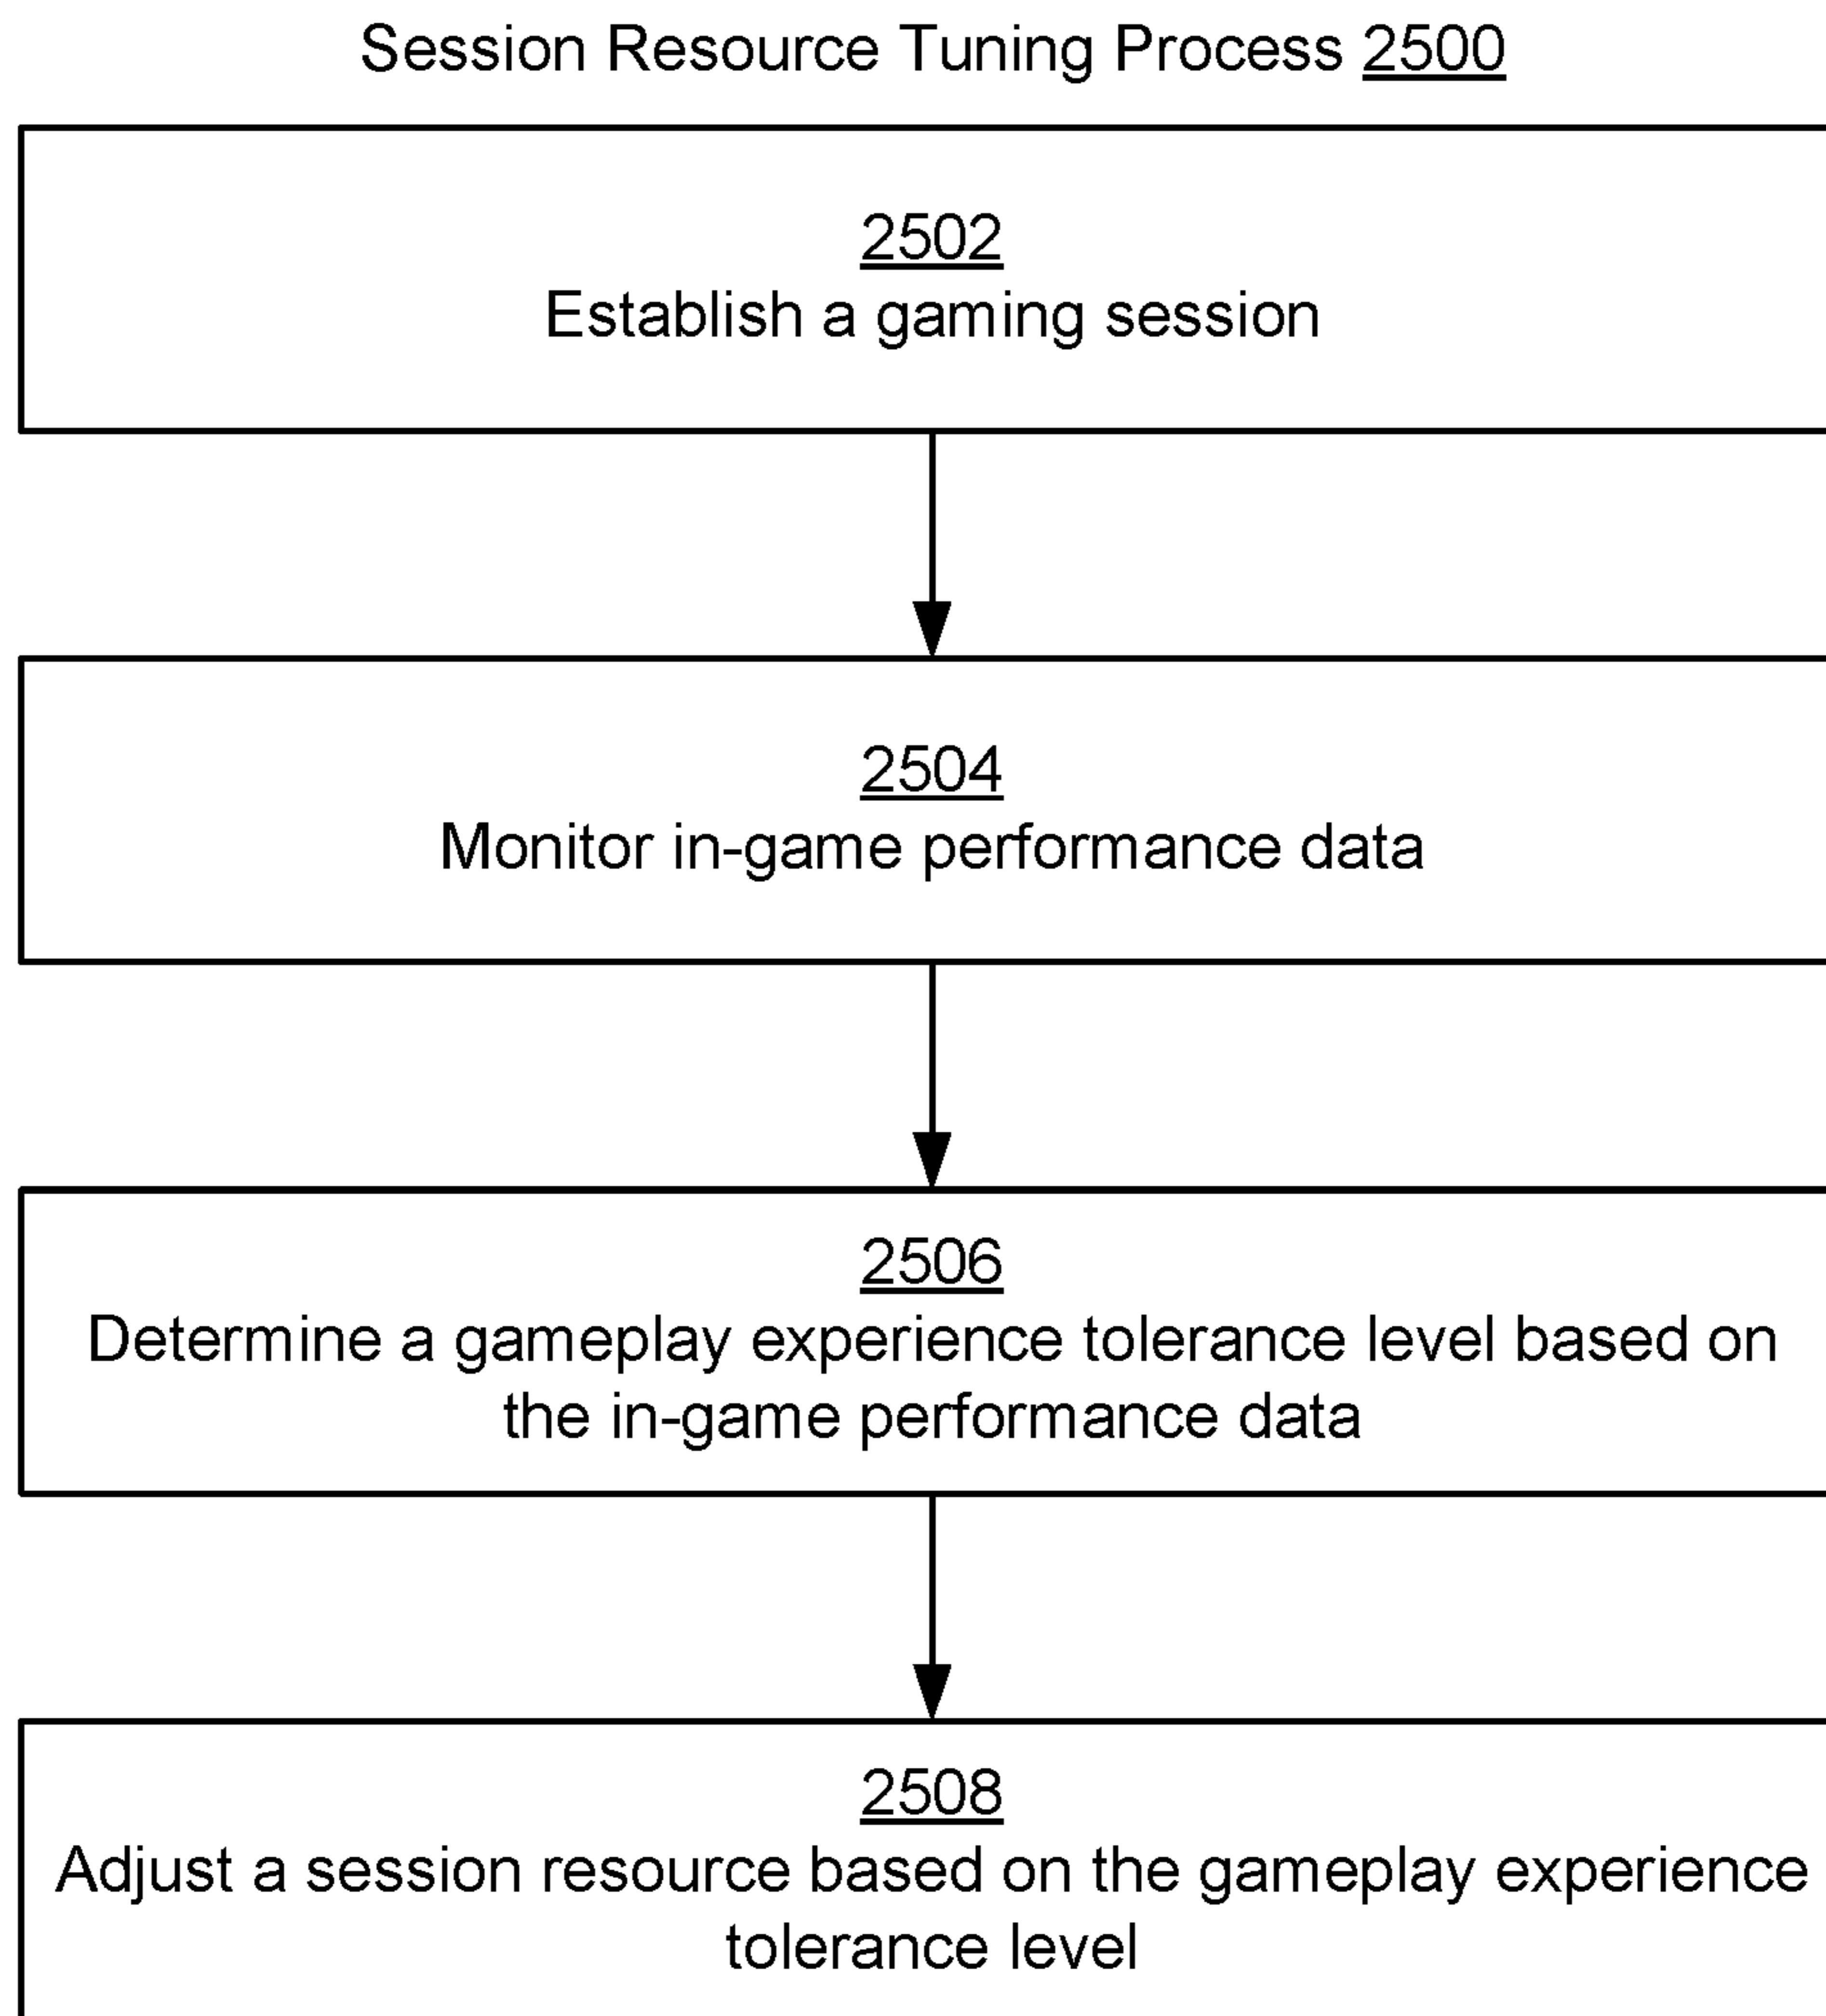 Session Resource Tuning Process 2500
2502
Establish a gaming session
2504
Monitor in-game performance data
2506
Determine a gameplay experience tolerance level based on
the in-game performance data
2508
Adjust a session resource based on the gameplay experience
tolerance level